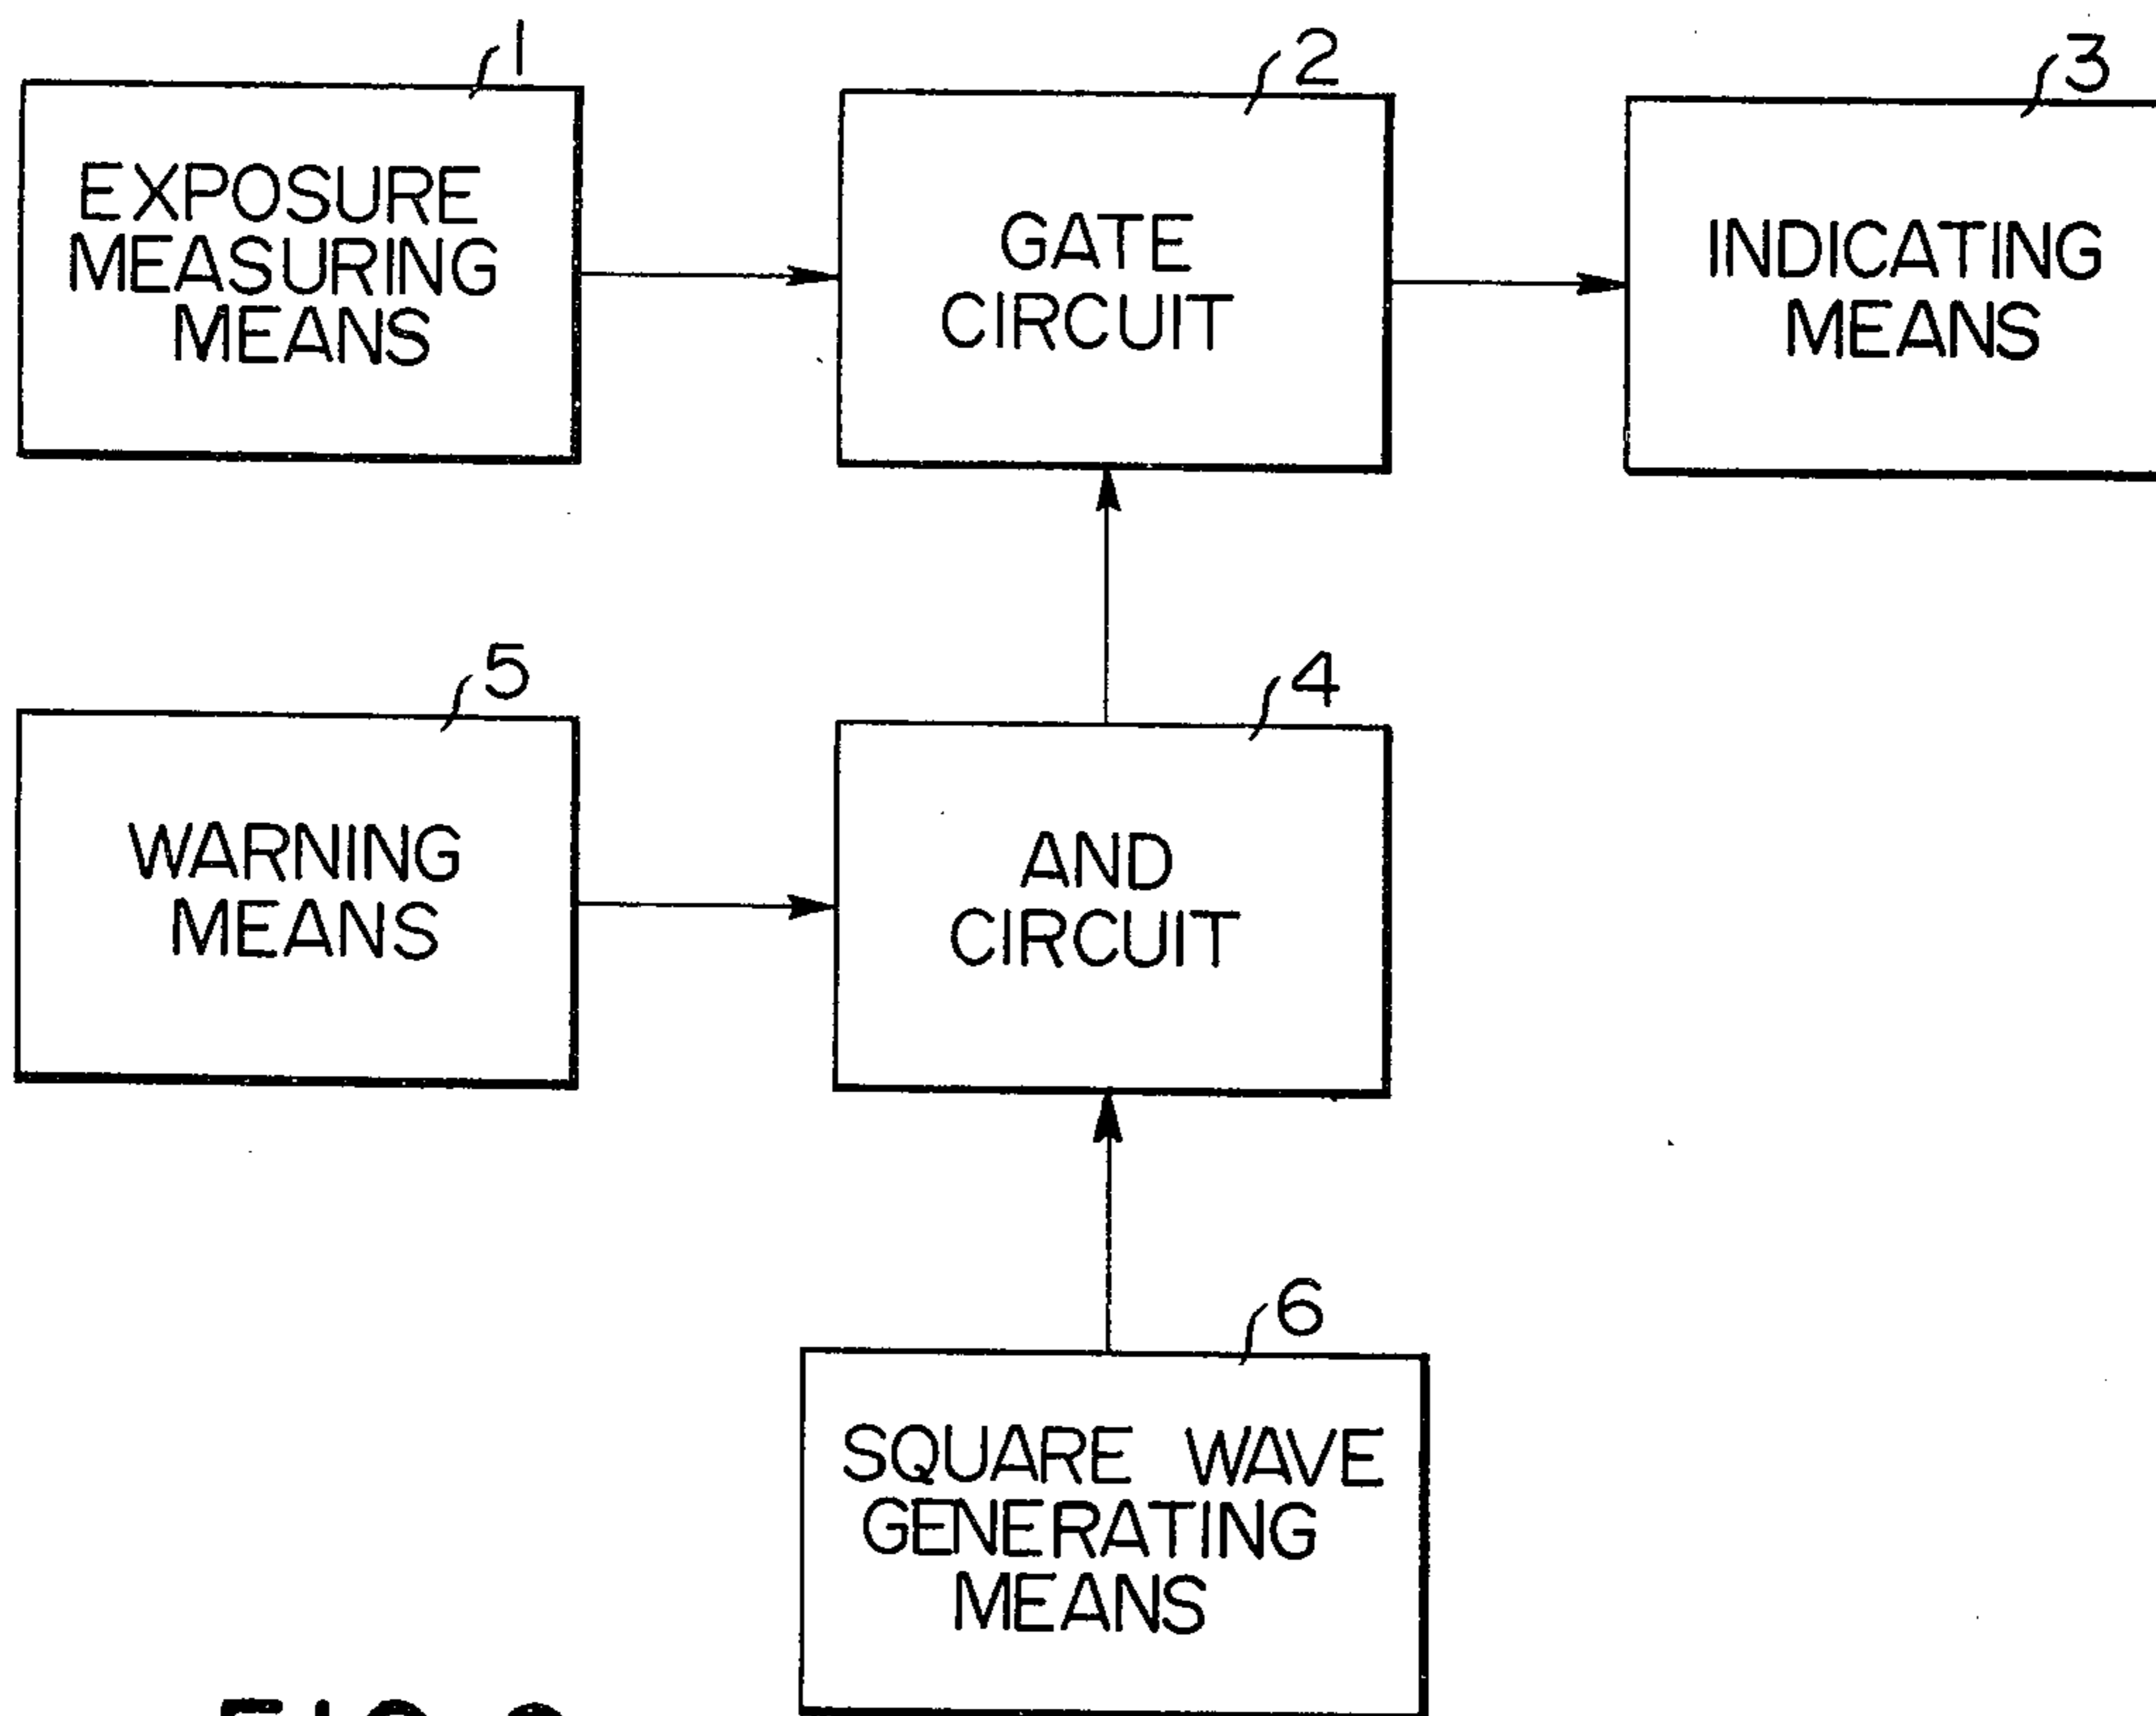 1
EXPOSURE
MEASURING
MEANS
2
GATE
CIRCUIT
3
INDICATING
MEANS
5
WARNING
MEANS
4
AND
CIRCUIT
6
SQUARE WAVE
GENERATING
MEANS